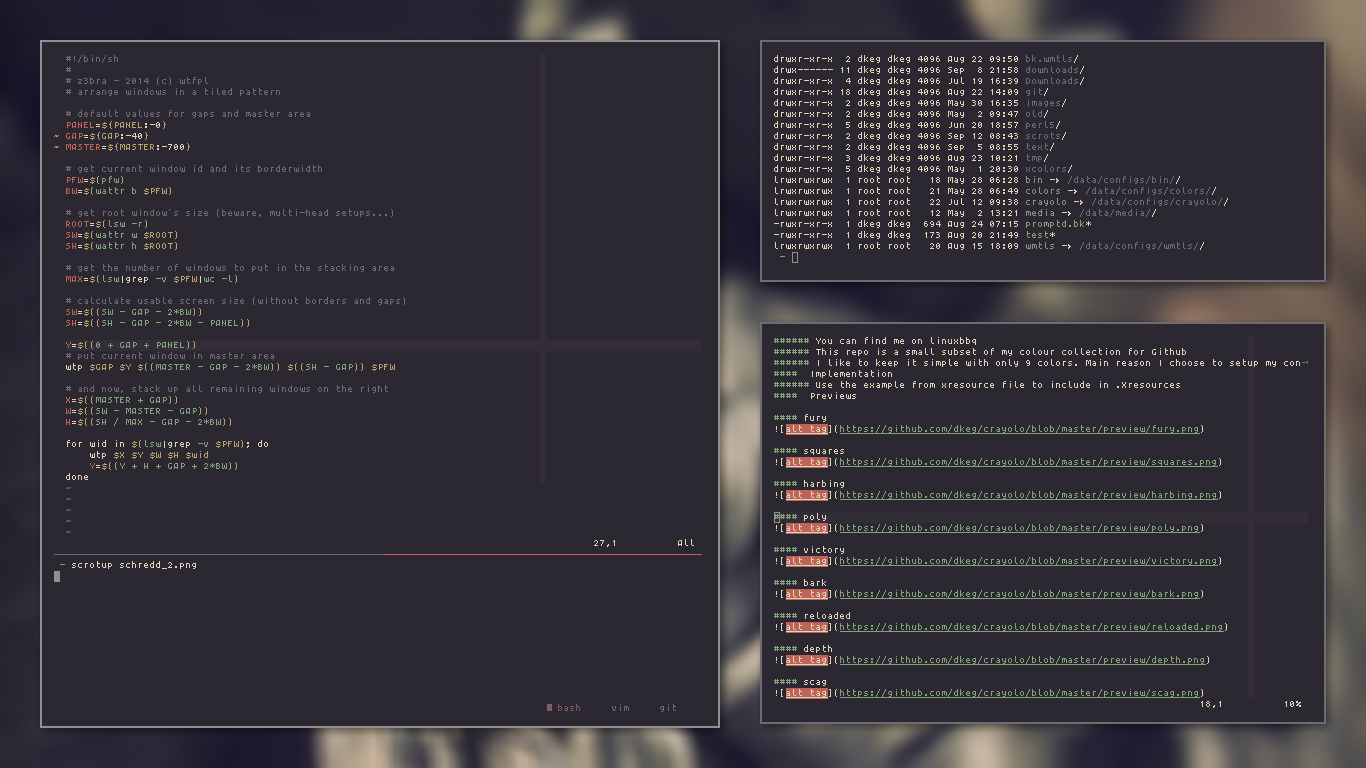 #!/bin/sh
#
# z3bra - 2014 (c) wtfpl
# arrange windows in a tiled pattern
# default values for gaps and master area
PANEL=${PANEL:-0}
~ GAP=${GAP:-40}
~ MASTER=${MASTER:-700}
# get current window id and its borderwidth
PFW=$(pfw)
BW=$(wattr b $PFW)
# get root window's size (beware, multi-head setups...)
ROOT=$(lsw -r)
SW=$(wattr w $ROOT)
SH=$(wattr h $ROOT)
# get the number of windows to put in the stacking area
MAX=$(lsw|grep -v $PFW|wc -l)
# calculate usable screen size (without borders and gaps)
SW=$((SW - GAP - 2*BW))
SH=$((SH - GAP - 2*BW - PANEL))
Y=$((0 + GAP + PANEL))
# put current window in master area
wtp $GAP $Y $((MASTER - GAP - 2*BW)) $((SH - GAP)) $PFW
# and now, stack up all remaining windows on the right
X=$((MASTER + GAP))
W=$((SW - MASTER - GAP))
H=$((SH / MAX - GAP - 2*BW))
for wid in $(lsw|grep -v $PFW); do
    wtp $X $Y $W $H $wid
    Y=$((Y + H + GAP + 2*BW))
done
~
~
~
~
~
27,1 All
- scrotup schredd_2.png
bash vim git
drwxr-xr-x  2 dkeg dkeg 4096 Aug 22 09:50 bk.wmtls/
drwx------ 11 dkeg dkeg 4096 Sep  8 21:58 downloads/
drwxr-xr-x  4 dkeg dkeg 4096 Jul 19 16:39 Downloads/
drwxr-xr-x 18 dkeg dkeg 4096 Aug 22 14:09 git/
drwxr-xr-x  2 dkeg dkeg 4096 May 30 16:35 images/
drwxr-xr-x  2 dkeg dkeg 4096 May  2 09:47 old/
drwxr-xr-x  5 dkeg dkeg 4096 Jun 20 18:57 perl5/
drwxr-xr-x  2 dkeg dkeg 4096 Sep 12 08:43 scrots/
drwxr-xr-x  2 dkeg dkeg 4096 Sep  5 08:55 text/
drwxr-xr-x  3 dkeg dkeg 4096 Aug 23 10:21 tmp/
drwxr-xr-x  5 dkeg dkeg 4096 May  1 20:30 xcolors/
lrwxrwxrwx  1 root root   18 May 28 06:28 bin -> /data/configs/bin//
lrwxrwxrwx  1 root root   21 May 28 06:49 colors -> /data/configs/colors//
lrwxrwxrwx  1 root root   22 Jul 12 09:38 crayolo -> /data/configs/crayolo//
lrwxrwxrwx  1 root root   12 May  2 13:21 media -> /data/media//
-rwxr-xr-x  1 dkeg dkeg  694 Aug 24 07:15 promptd.bk*
-rwxr-xr-x  1 dkeg dkeg  173 Aug 20 21:49 test*
lrwxrwxrwx  1 root root   20 Aug 15 18:09 wmtls -> /data/configs/wmtls//
-
###### You can find me on linuxbbq
###### This repo is a small subset of my colour collection for Github
###### I like to keep it simple with only 9 colors. Main reason I choose to setup my con→
####  Implementation
###### Use the example from xresource file to include in .Xresources
####  Previews
#### fury
![alt tag](https://github.com/dkeg/crayolo/blob/master/preview/fury.png)
#### squares
![alt tag](https://github.com/dkeg/crayolo/blob/master/preview/squares.png)
#### harbing
![alt tag](https://github.com/dkeg/crayolo/blob/master/preview/harbing.png)
#### poly
![alt tag](https://github.com/dkeg/crayolo/blob/master/preview/poly.png)
#### victory
![alt tag](https://github.com/dkeg/crayolo/blob/master/preview/victory.png)
#### bark
![alt tag](https://github.com/dkeg/crayolo/blob/master/preview/bark.png)
#### reloaded
![alt tag](https://github.com/dkeg/crayolo/blob/master/preview/reloaded.png)
#### depth
![alt tag](https://github.com/dkeg/crayolo/blob/master/preview/depth.png)
#### scag
![alt tag](https://github.com/dkeg/crayolo/blob/master/preview/scag.png)
18,1 10%